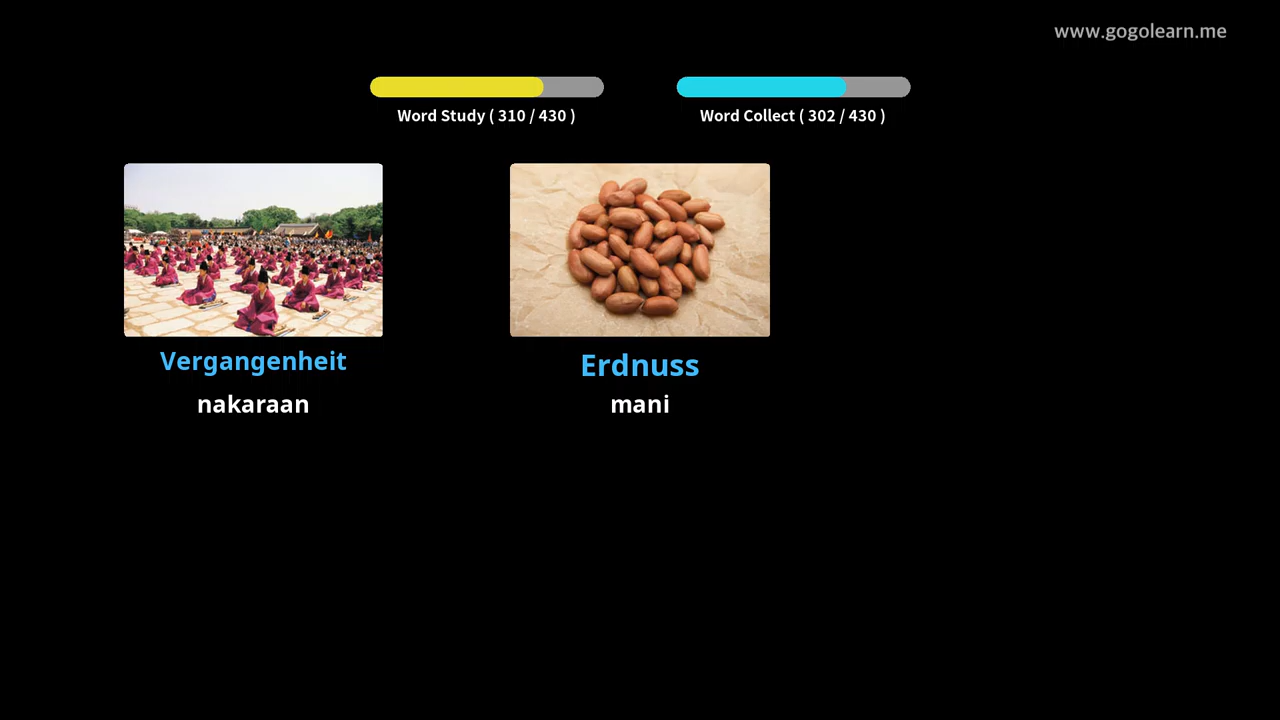 www.gogolearn.me
Word Study ( 310 / 430 )
Word Collect ( 302 / 430 )
Vergangenheit
nakaraan
Erdnuss
mani